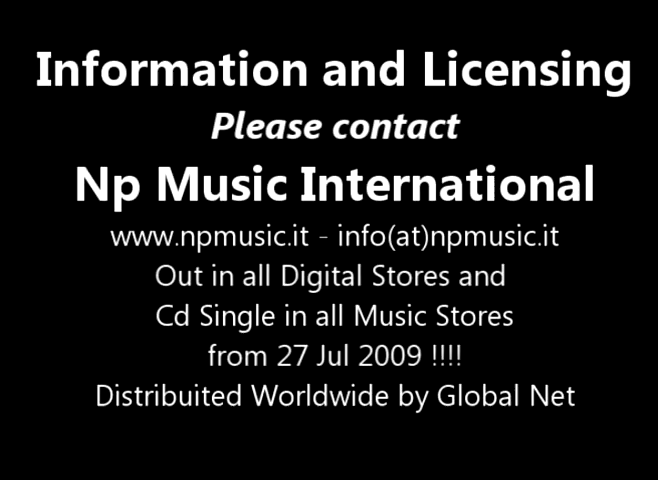 Information and Licensing
Please contact
Np Music International
www.npmusic.it - info(at)npmusic.it
Out in all Digital Stores and
Cd Single in all Music Stores
from 27 Jul 2009 !!!!
Distribuited Worldwide by Global Net